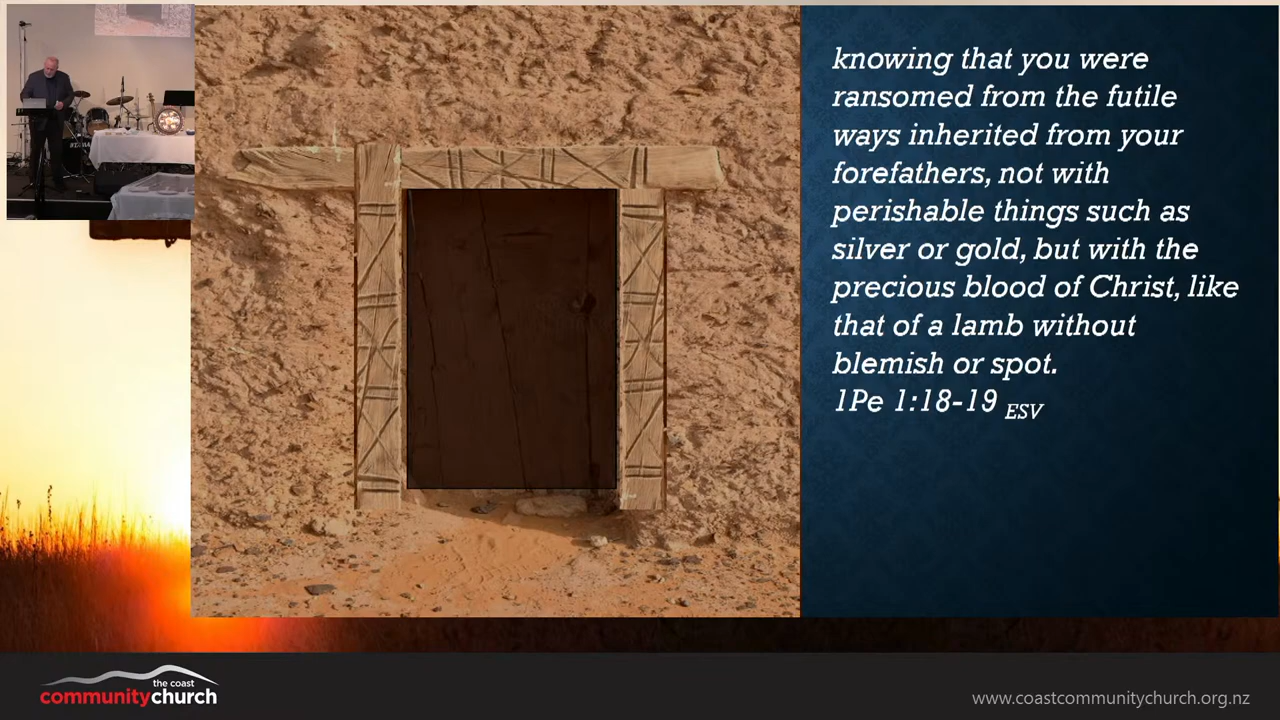 knowing that you were
ransomed from the futile
ways inherited from your
forefathers, not with
perishable things such as
silver or gold, but with the
precious blood of Christ, like
that of a lamb without
blemish or spot.
1Pe 1:18-19 ESV
the coast
communitychurch
www.coastcommunitychurch.org.nz